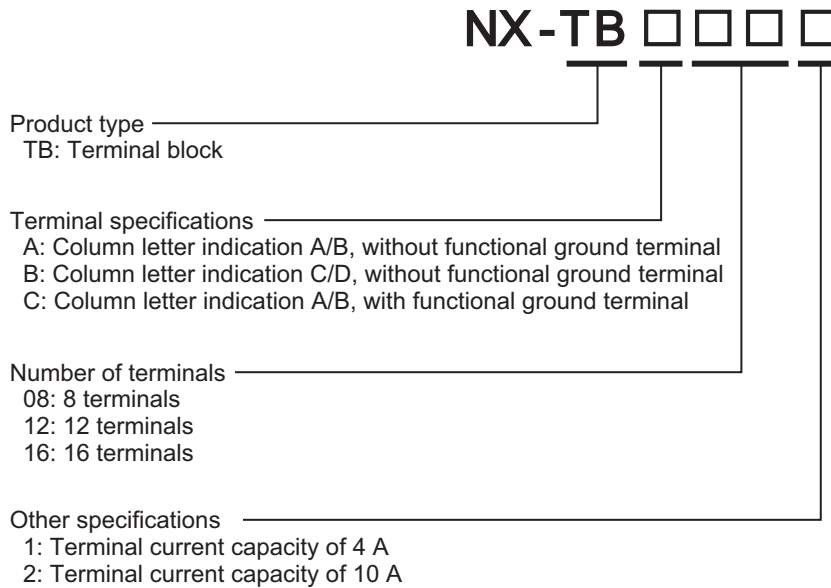 NX-TB □ □ □ □
Product type
TB: Terminal block
Terminal specifications
A: Column letter indication A/B, without functional ground terminal
B: Column letter indication C/D, without functional ground terminal
C: Column letter indication A/B, with functional ground terminal
Number of terminals
08: 8 terminals
12: 12 terminals
16: 16 terminals
Other specifications
1: Terminal current capacity of 4 A
2: Terminal current capacity of 10 A